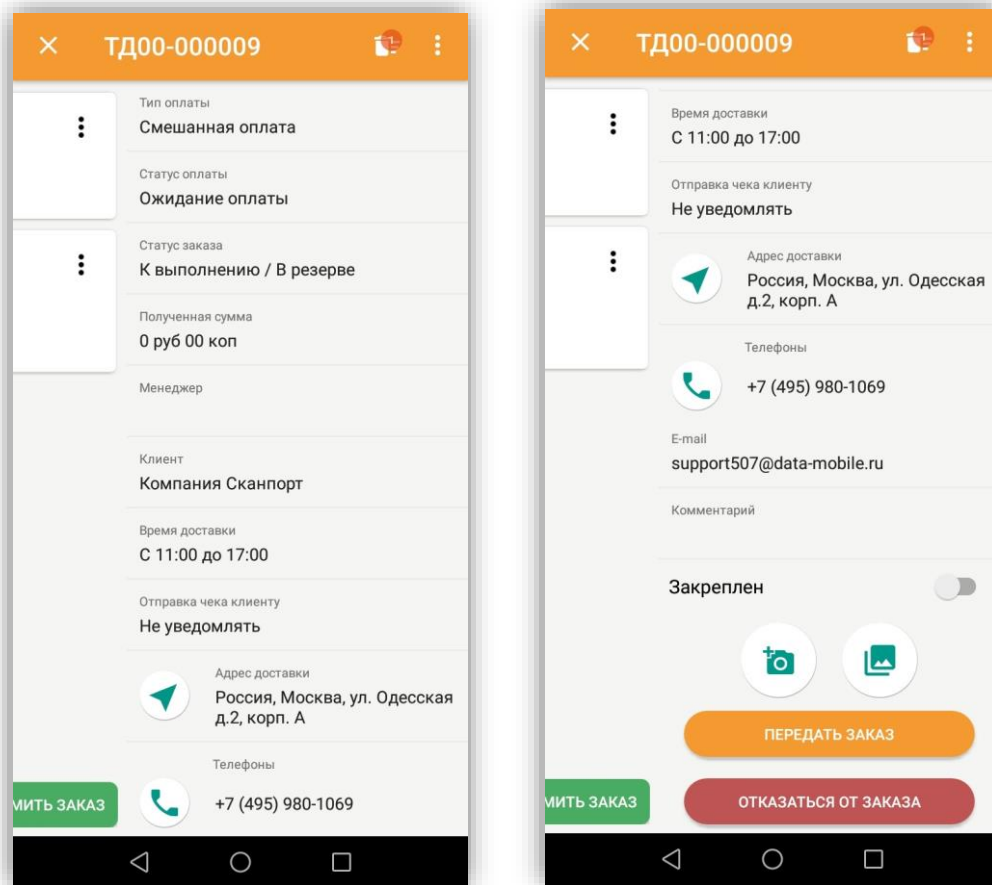 ТД00-000009
Тип оплаты
Смешанная оплата
Статус оплаты
Ожидание оплаты
Статус заказа
К выполнению / В резерве
Полученная сумма
0 руб 00 коп
Менеджер
Клиент
Компания Сканпорт
Время доставки
С 11:00 до 17:00
Отправка чека клиенту
Не уведомлять
Адрес доставки
Россия, Москва, ул. Одесская
д.2, корп. А
Телефоны
МИТЬ ЗАКАЗ
+7 (495) 980-1069
ТД00-000009
Время доставки
С 11:00 до 17:00
Отправка чека клиенту
Не уведомлять
Адрес доставки
Россия, Москва, ул. Одесская
д.2, корп. А
Телефоны
+7 (495) 980-1069
E-mail
support507@data-mobile.ru
Комментарий
Закреплен
ПЕРЕДАТЬ ЗАКАЗ
МИТЬ ЗАКАЗ
ОТКАЗАТЬСЯ ОТ ЗАКАЗА